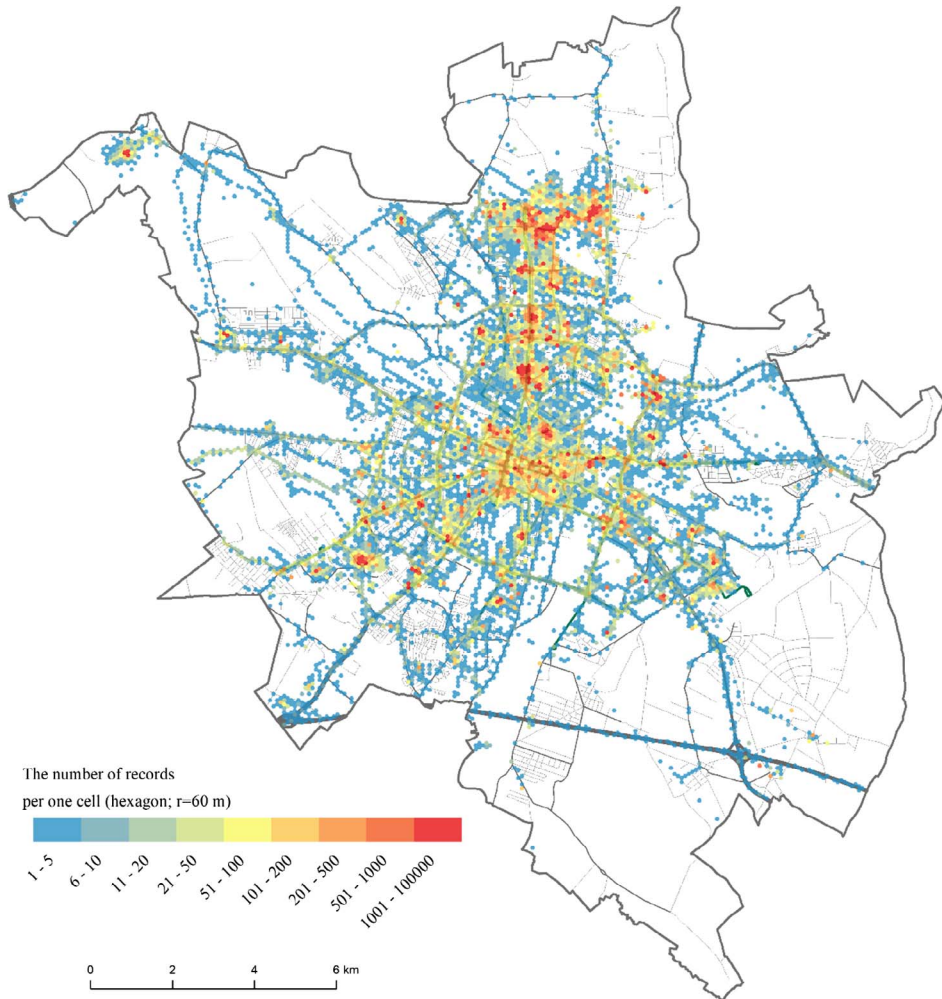 The number of records
per one cell (hexagon; r=60 m)
1 - 5
6 - 10
11 - 20
21 - 50
51 - 100
101 - 200
201 - 500
501 - 1000
1001 - 100000
0 2 4 6 km